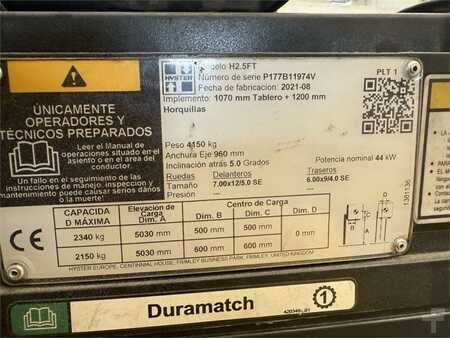 HYSTER
Modelo H2.5FT
Número de serie P177B11974V
Fecha de fabricación: 2021-08
Implemento: 1070 mm Tablero + 1200 mm
Horquillas
PLT 1
ÚNICAMENTE
OPERADORES Y
TÉCNICOS PREPARADOS
Leer el Manual de
operaciones situado en el
asiento o en el área del
conductor.
Un fallo en el seguimiento de las
instrucciones de manejo, inspección y
mantenimiento puede causar serios daños
o la muerte
Peso 4150 kg
Anchura Eje 960 mm
Inclinación atrás 5.0 Grados
Potencia nominal 44 kW
Ruedas Delanteros Traseros
Tamaño 7.00x12/5.0 SE 6.00x9/4.0 SE
Presión — —
CAPACIDA D MÁXIMA Elevación de Carga Dim. A Centro de Carga Dim. B Dim. C Dim. D
2340 kg 5030 mm 500 mm 500 mm 0 mm
2150 kg 5030 mm 600 mm 600 mm
CE
D
A
HYSTER EUROPE, CENTENNIAL HOUSE, FRIMLEY BUSINESS PARK, FRIMLEY, UNITED KINGDOM
Duramatch
1